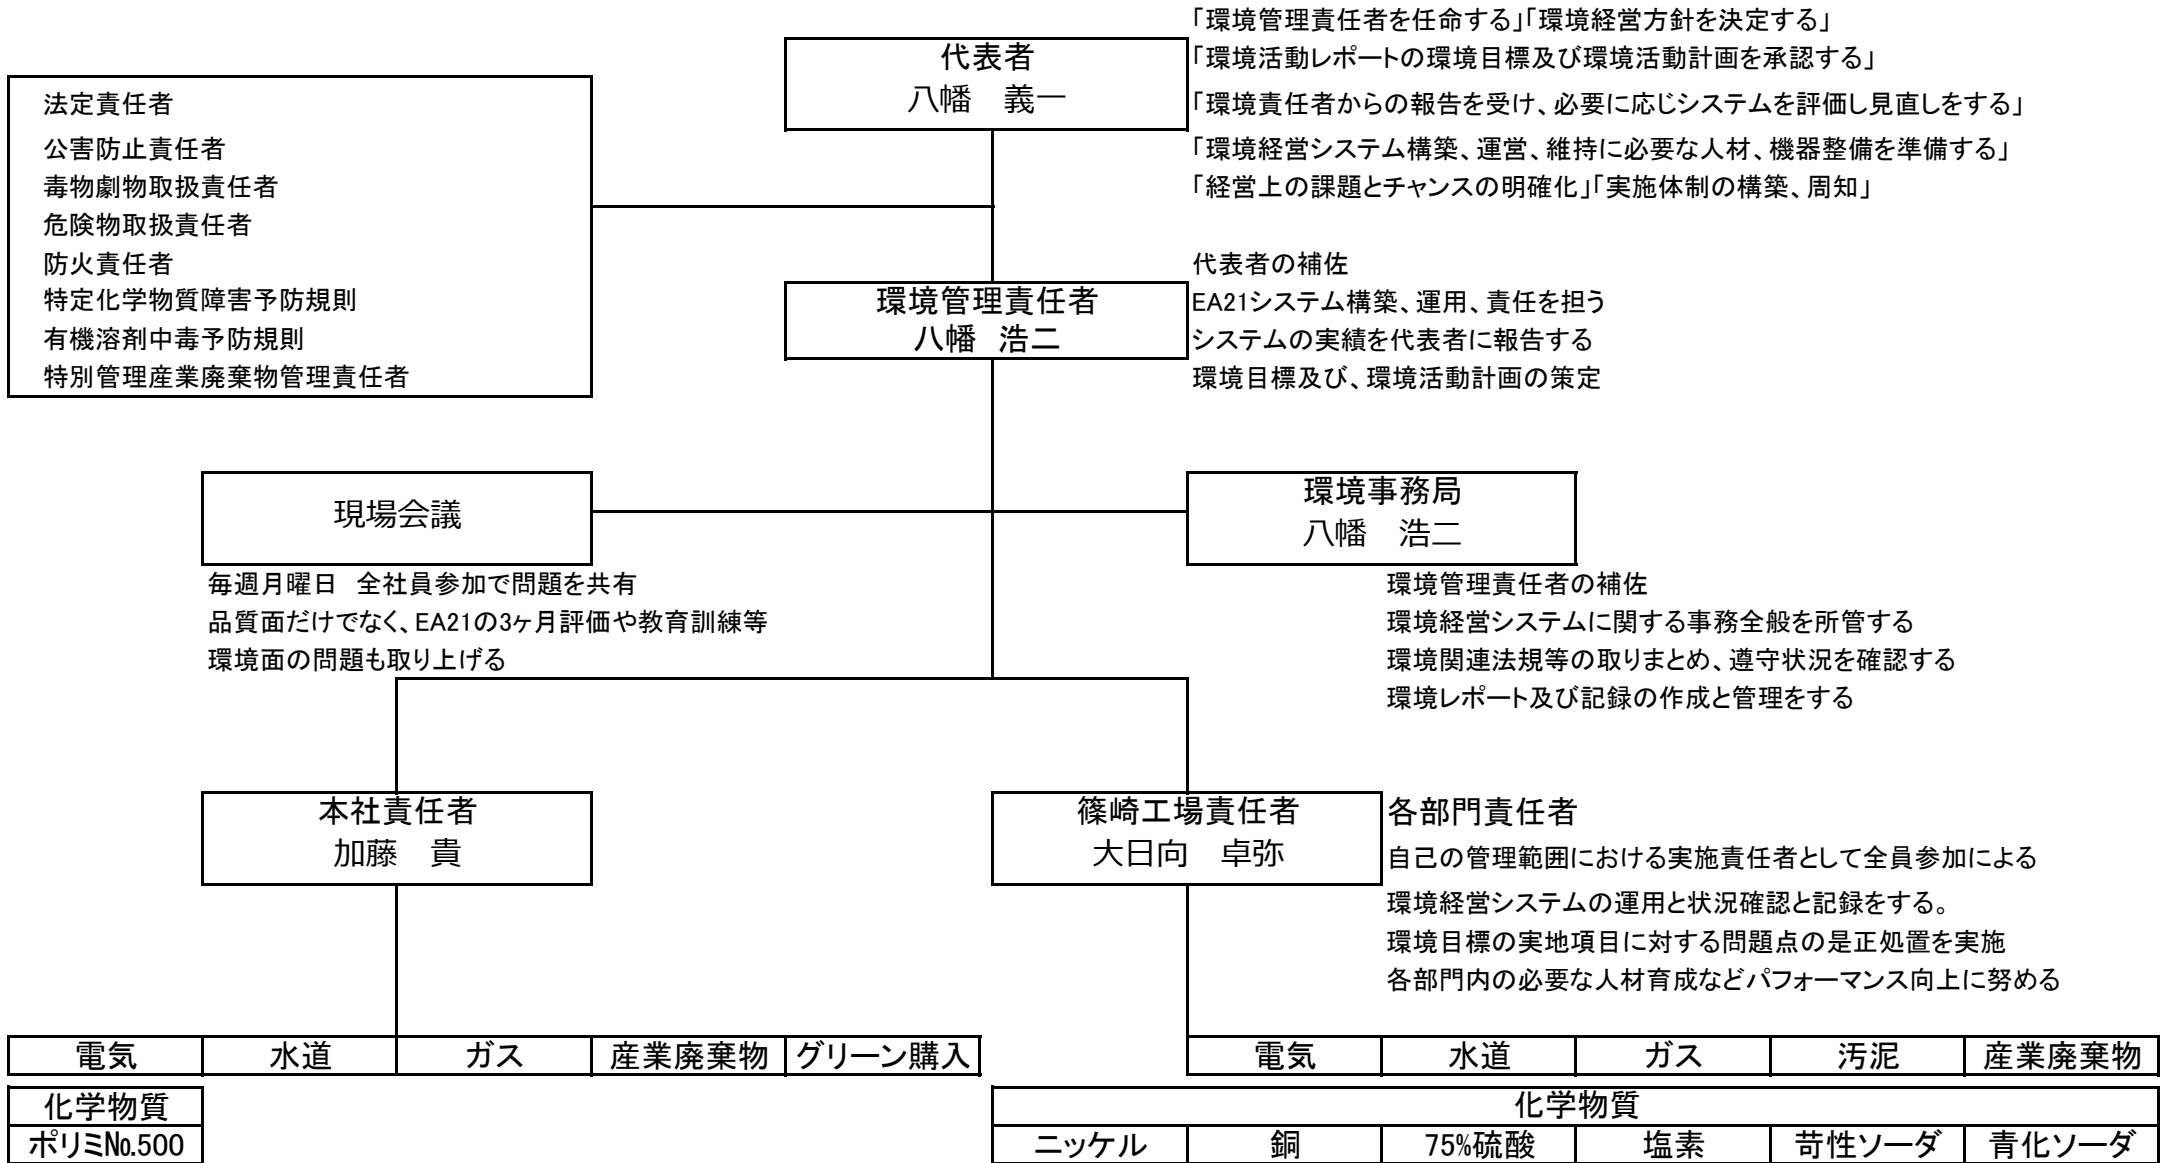 「環境管理責任者を任命する」「環境経営方針を決定する」
代表者
八幡　義一
「環境活動レポートの環境目標及び環境活動計画を承認する」
「環境責任者からの報告を受け、必要に応じシステムを評価し見直しをする」
「環境経営システム構築、運営、維持に必要な人材、機器整備を準備する」
「経営上の課題とチャンスの明確化」「実施体制の構築、周知」
法定責任者
公害防止責任者
毒物劇物取扱責任者
危険物取扱責任者
防火責任者
特定化学物質障害予防規則
有機溶剤中毒予防規則
特別管理産業廃棄物管理責任者
環境管理責任者
八幡　浩二
代表者の補佐
EA21システム構築、運用、責任を担う
システムの実績を代表者に報告する
環境目標及び、環境活動計画の策定
現場会議
毎週月曜日　全社員参加で問題を共有
品質面だけでなく、EA21の3ヶ月評価や教育訓練等
環境面の問題も取り上げる
環境事務局
八幡　浩二
環境管理責任者の補佐
環境経営システムに関する事務全般を所管する
環境関連法規等の取りまとめ、遵守状況を確認する
環境レポート及び記録の作成と管理をする
本社責任者
加藤　貴
篠崎工場責任者
大日向　卓弥
各部門責任者
自己の管理範囲における実施責任者として全員参加による
環境経営システムの運用と状況確認と記録をする。
環境目標の実地項目に対する問題点の是正処置を実施
各部門内の必要な人材育成などパフォーマンス向上に努める
電気 水道 ガス 産業廃棄物 グリーン購入
化学物質
ポリミ№500
電気 水道 ガス 汚泥 産業廃棄物
化学物質
ニッケル 銅 75%硫酸 塩素 苛性ソーダ 青化ソーダ